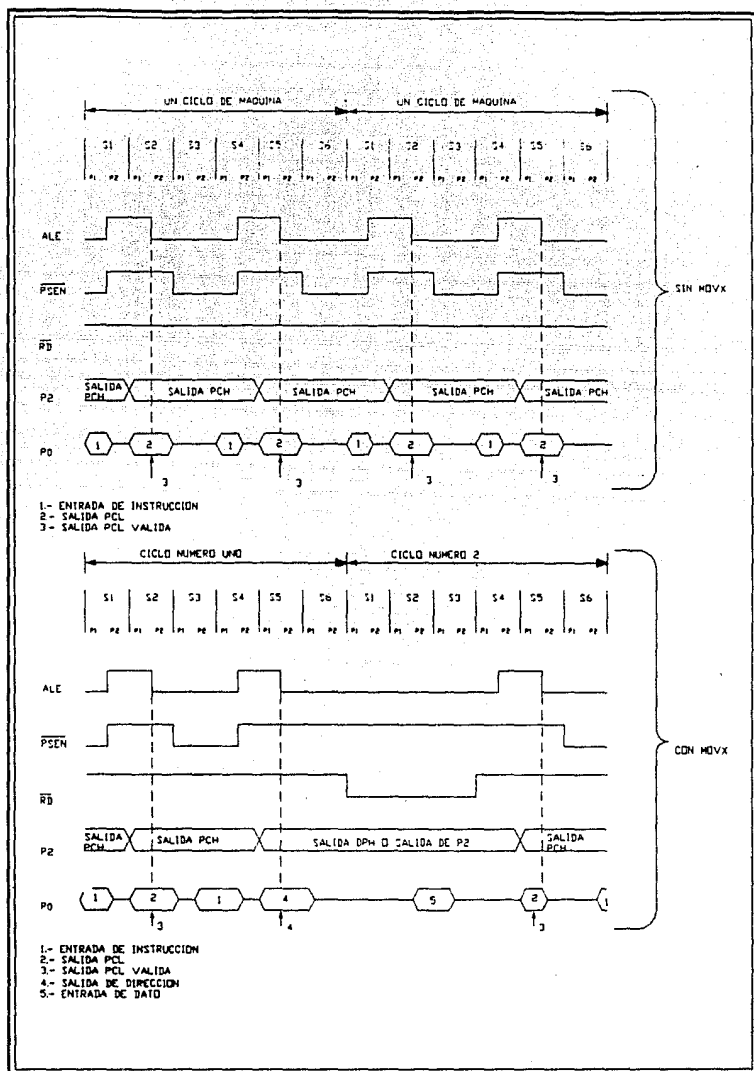 UN CICLO DE MAQUINA UN CICLO DE MAQUINA
S1 S2 S3 S4 S5 S6 S1 S2 S3 S4 S5 S6
P1 P2 P1 P2 P1 P2 P1 P2 P1 P2 P1 P2 P1 P2 P1 P2 P1 P2 P1 P2 P1 P2 P1 P2
ALE
PSEN
SIN MOVX
RD
P2 SALIDA PCH SALIDA PCH SALIDA PCH SALIDA PCH SALIDA PCH
P0 1 2 1 2 1 2 1 2
3 3 3 3
1.- ENTRADA DE INSTRUCCION
2.- SALIDA PCL
3.- SALIDA PCL VALIDA
CICLO NUMERO UNO CICLO NUMERO 2
S1 S2 S3 S4 S5 S6 S1 S2 S3 S4 S5 S6
P1 P2 P1 P2 P1 P2 P1 P2 P1 P2 P1 P2 P1 P2 P1 P2 P1 P2 P1 P2 P1 P2 P1 P2
ALE
PSEN
CON MOVX
RD
P2 SALIDA PCH SALIDA PCH SALIDA DPH O SALIDA DE P2 SALIDA PCH
P0 1 2 1 4 5 2 1
3 4 3
1.- ENTRADA DE INSTRUCCION
2.- SALIDA PCL
3.- SALIDA PCL VALIDA
4.- SALIDA DE DIRECCION
5.- ENTRADA DE DATO